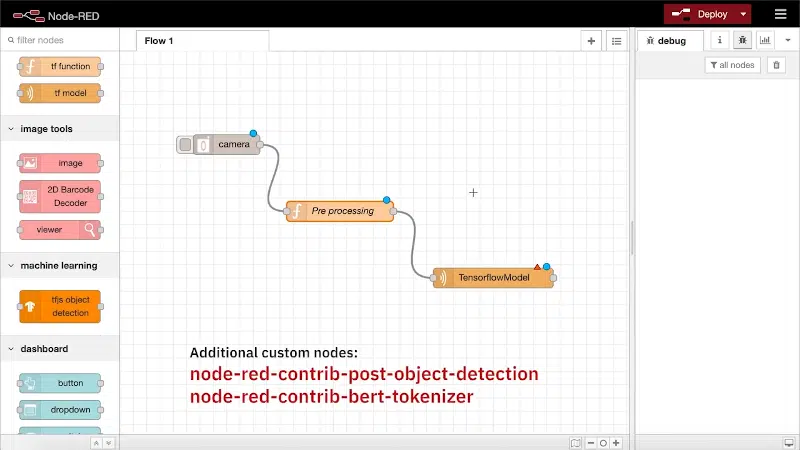 Node-RED
Deploy
filter nodes
Flow 1
debug
all nodes
tf function
tf model
image tools
image
2D Barcode
Decoder
viewer
machine learning
tfjs object
detection
dashboard
button
dropdown
camera
Pre processing
TensorflowModel
Additional custom nodes:
node-red-contrib-post-object-detection
node-red-contrib-bert-tokenizer